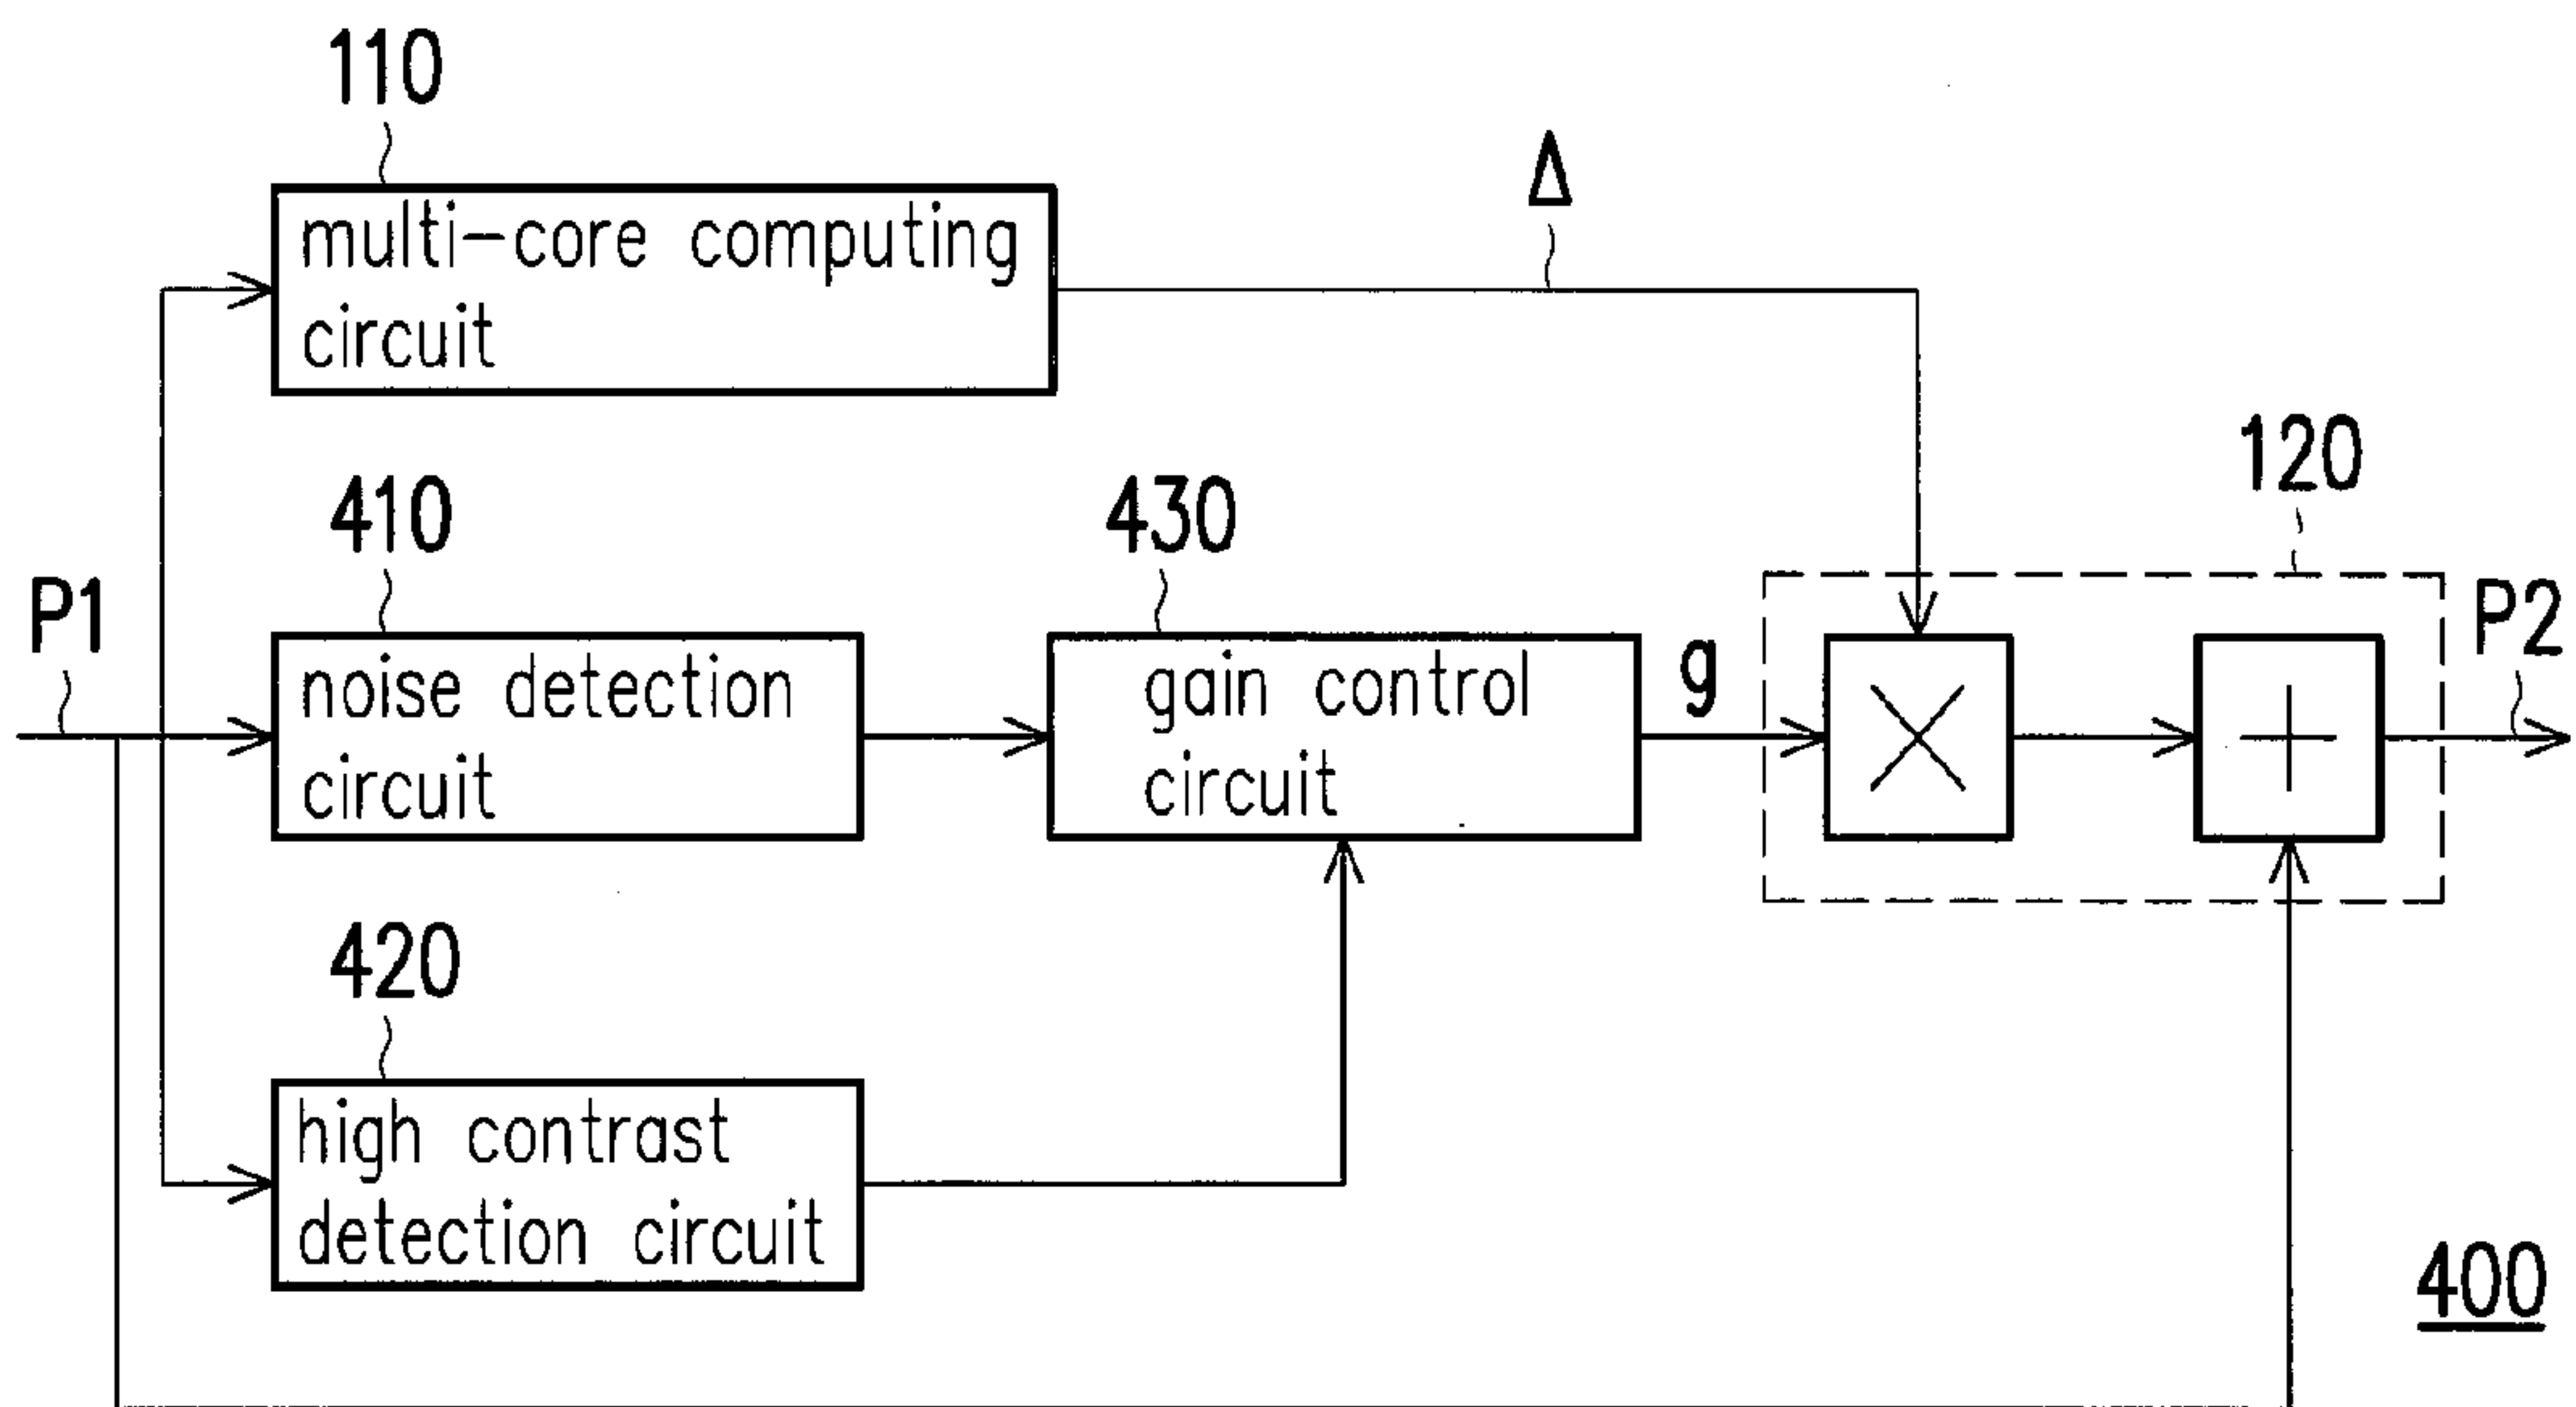 110
multi-core computing
circuit
Δ
120
410
430
P1
noise detection
circuit
gain control
circuit
g
P2
420
high contrast
detection circuit
400